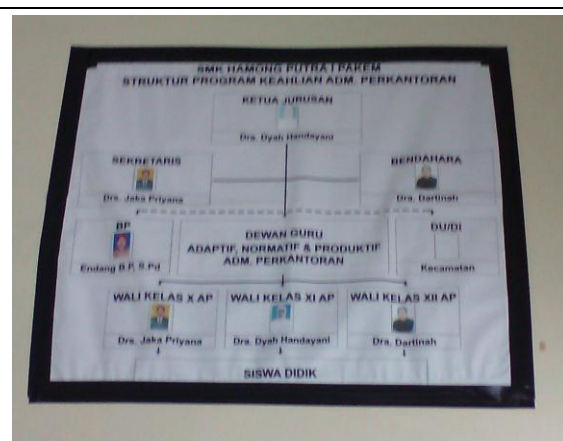 SMK HAMONG PUTRA I PAKEM
STRUKTUR PROGRAM KEAHLIAN ADM. PERKANTORAN
KETUA JURUSAN
Dra. Dyah Handayani
SEKRETARIS
Drs. Jaka Priyana
BENDAHARA
Dra. Dartinah
BP
Endang B.P, S.Pd
DEWAN GURU
ADAPTIF, NORMATIF & PRODUKTIF
ADM. PERKANTORAN
DU/DI
Kecamatan
WALI KELAS X AP
Drs. Jaka Priyana
WALI KELAS XI AP
Dra. Dyah Handayani
WALI KELAS XII AP
Dra. Dartinah
SISWA DIDIK